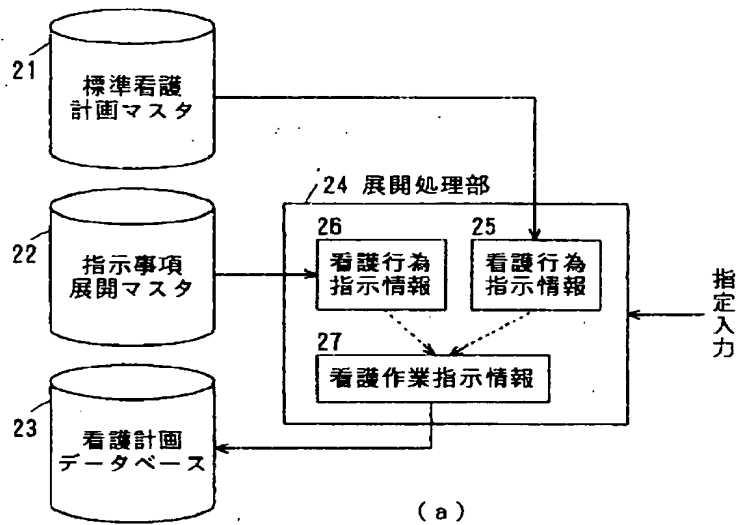 21
標準看護
計画マスタ
24 展開処理部
22
指示事項
展開マスタ
26
看護行為
指示情報
25
看護行為
指示情報
指定入力
27
看護作業指示情報
23
看護計画
データベース
(a)